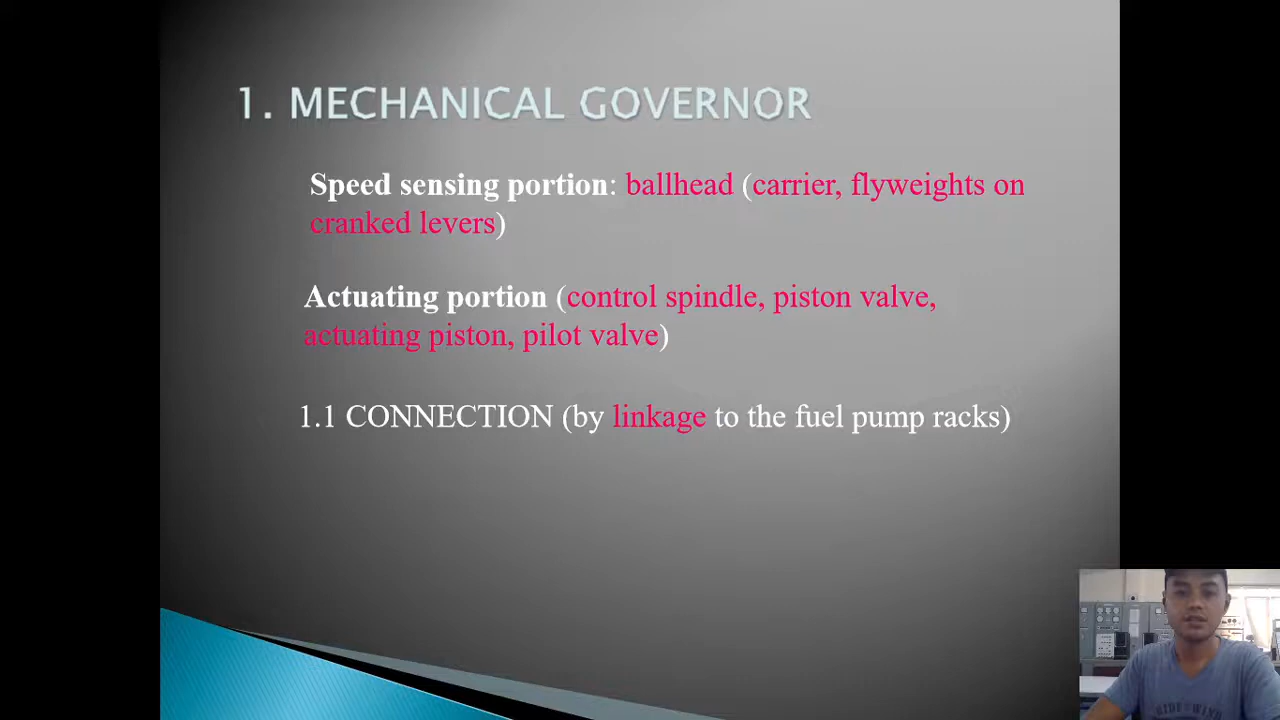 1. MECHANICAL GOVERNOR
Speed sensing portion: ballhead (carrier, flyweights on
cranked levers)
Actuating portion (control spindle, piston valve,
actuating piston, pilot valve)
1.1 CONNECTION (by linkage to the fuel pump racks)